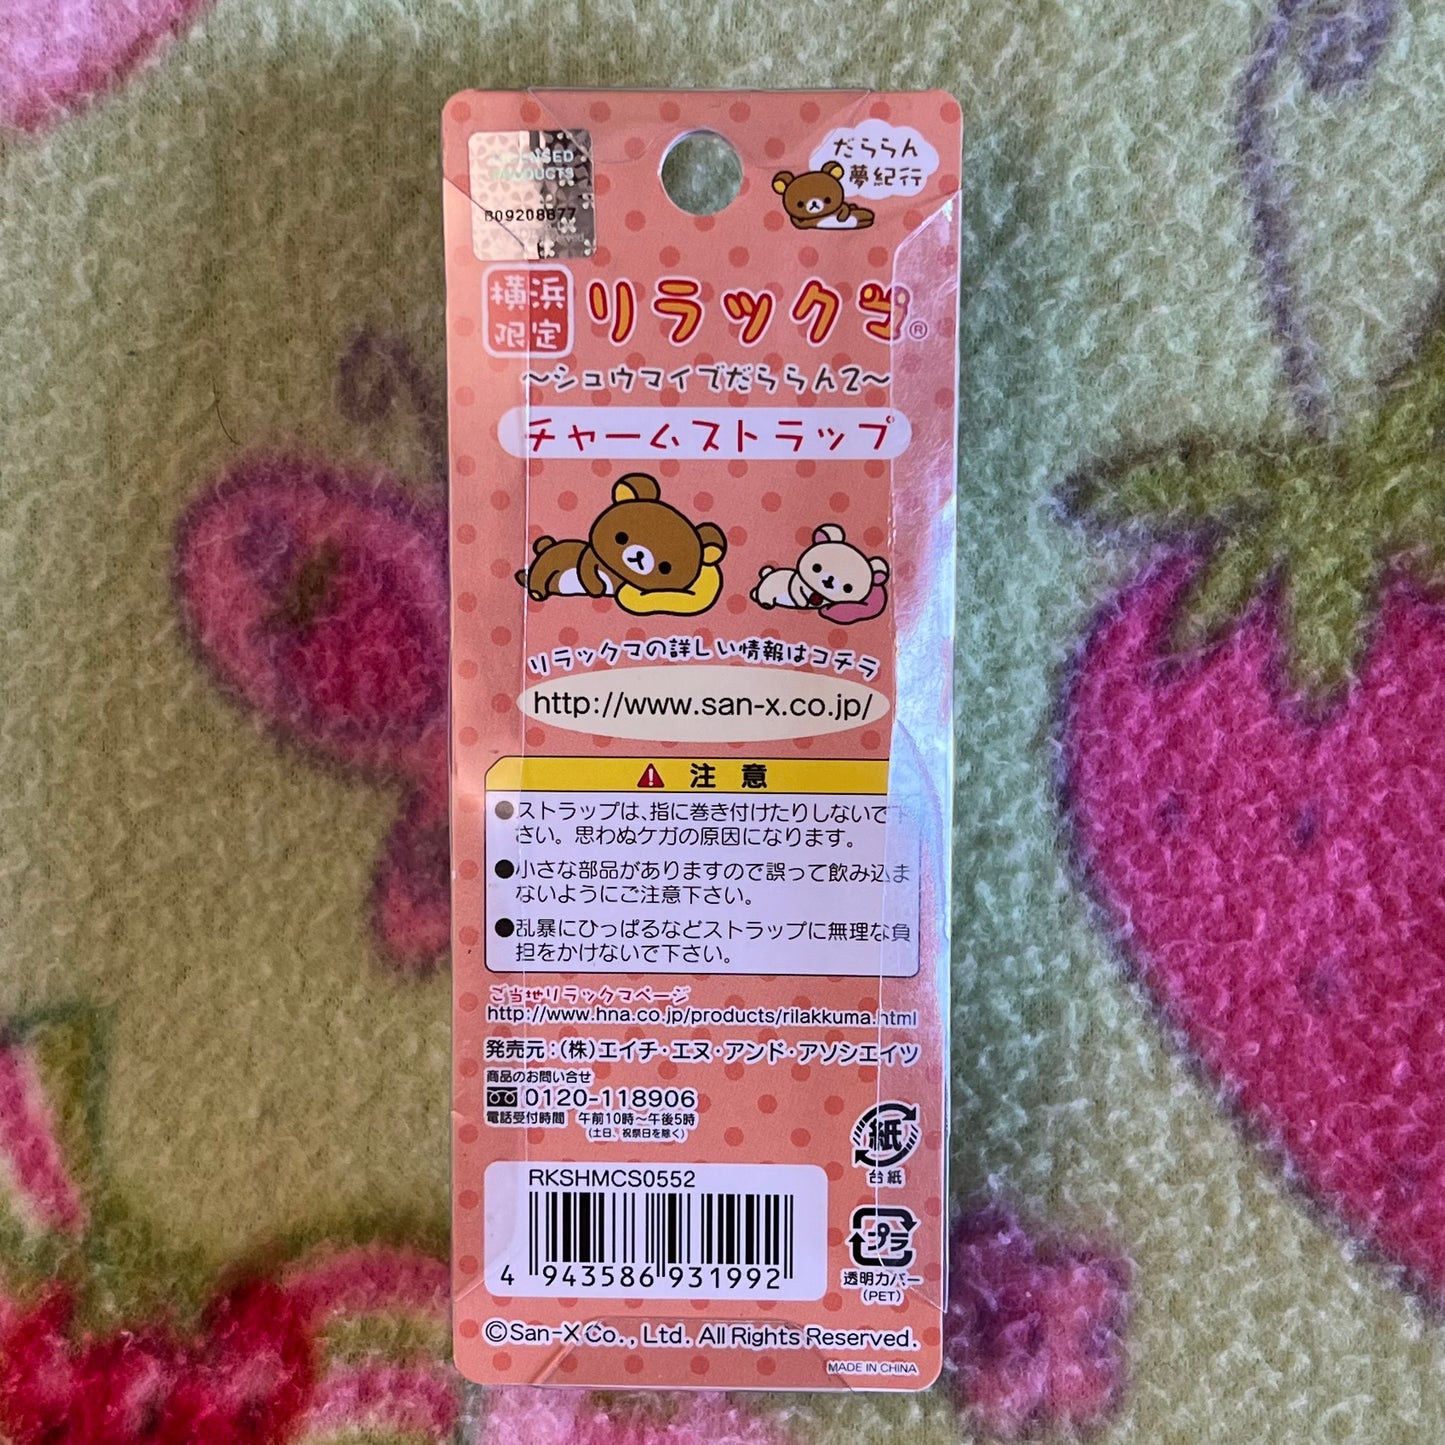 LICENSED
PRODUCTS
B09208877
だららん
夢紀行
横浜
限定
リラックマ®
〜シュウマイでだららん2〜
チャームストラップ
リラックマの詳しい情報はコチラ
http://www.san-x.co.jp/
注意
●ストラップは、指に巻き付けたりしないで下
さい。思わぬケガの原因になります。
●小さな部品がありますので誤って飲み込ま
ないようにご注意下さい。
●乱暴にひっぱるなどストラップに無理な負
担をかけないで下さい。
ご当地リラックマページ
http://www.hna.co.jp/products/rilakkuma.html
発売元:(株)エイチ・エヌ・アンド・アソシエイツ
商品のお問い合せ
0120-118906
電話受付時間 午前10時〜午後5時
(土日、祝祭日を除く)
紙
台紙
RKSHMCS0552
4 943586 931992
プラ
透明カバー
(PET)
©San-X Co., Ltd. All Rights Reserved.
MADE IN CHINA